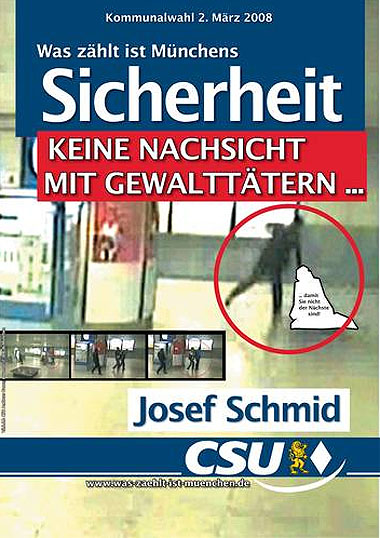 Kommunalwahl 2. März 2008
Was zählt ist Münchens
Sicherheit
KEINE NACHSICHT
MIT GEWALTTÄTERN ...
... damit
Sie nicht
der Nächste
sind!
Josef Schmid
CSU
www.was-zaehlt-ist-muenchen.de